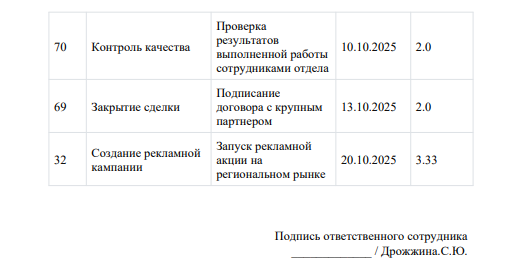 70 Контроль качества Проверка результатов выполненной работы сотрудниками отдела 10.10.2025 2.0
69 Закрытие сделки Подписание договора с крупным партнером 13.10.2025 2.0
32 Создание рекламной кампании Запуск рекламной акции на региональном рынке 20.10.2025 3.33
Подпись ответственного сотрудника
_____________ / Дрожжина.С.Ю.